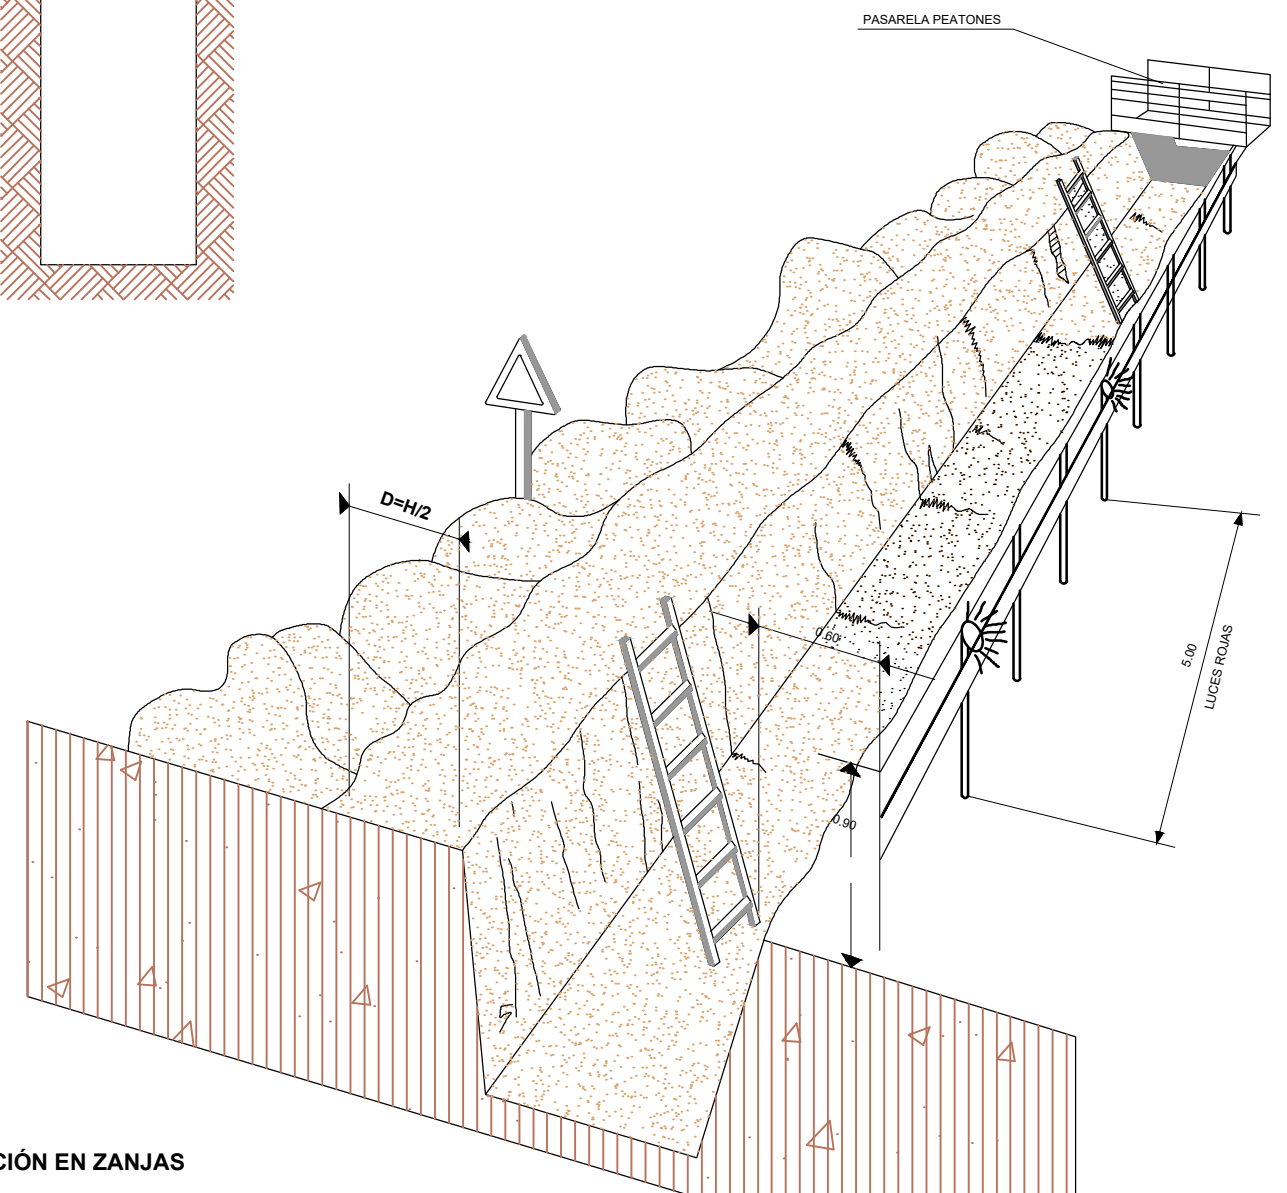 PASARELA PEATONES
D=H/2
0.60
5.00
LUCES ROJAS
0.90
CIÓN EN ZANJAS